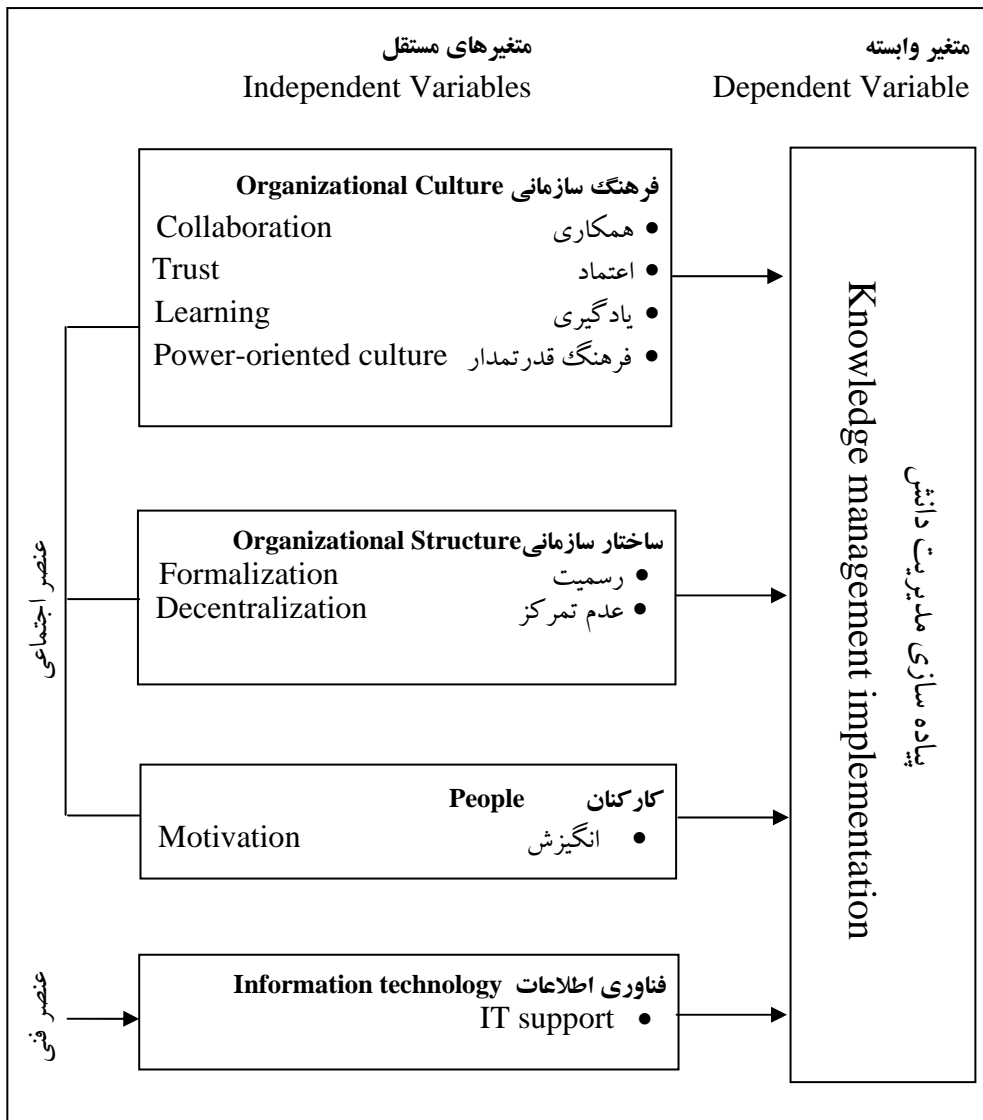 متغیرهای مستقل
Independent Variables
متغیر وابسته
Dependent Variable
فرهنگ سازمانی Organizational Culture
• همکاری Collaboration
• اعتماد Trust
• یادگیری Learning
• فرهنگ قدرتمدار Power-oriented culture
ساختار سازمانی Organizational Structure
• رسمیت Formalization
• عدم تمرکز Decentralization
کارکنان People
• انگیزش Motivation
فناوری اطلاعات Information technology
• IT support
عنصر اجتماعی
عنصر فنی
Knowledge management implementation
پیاده سازی مدیریت دانش